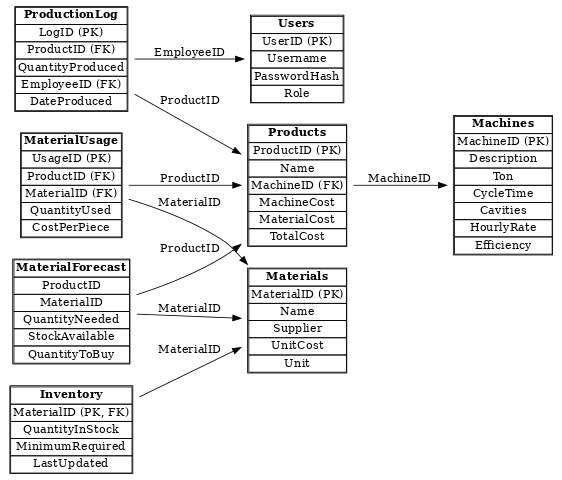 ProductionLog
LogID (PK)
ProductID (FK)
QuantityProduced
EmployeeID (FK)
DateProduced
EmployeeID
ProductID
Users
UserID (PK)
Username
PasswordHash
Role
MaterialUsage
UsageID (PK)
ProductID (FK)
MaterialID (FK)
QuantityUsed
CostPerPiece
ProductID
MaterialID
Products
ProductID (PK)
Name
MachineID (FK)
MachineCost
MaterialCost
TotalCost
MachineID
Machines
MachineID (PK)
Description
Ton
CycleTime
Cavities
HourlyRate
Efficiency
MaterialForecast
ProductID
MaterialID
QuantityNeeded
StockAvailable
QuantityToBuy
ProductID
MaterialID
Materials
MaterialID (PK)
Name
Supplier
UnitCost
Unit
Inventory
MaterialID (PK, FK)
QuantityInStock
MinimumRequired
LastUpdated
MaterialID